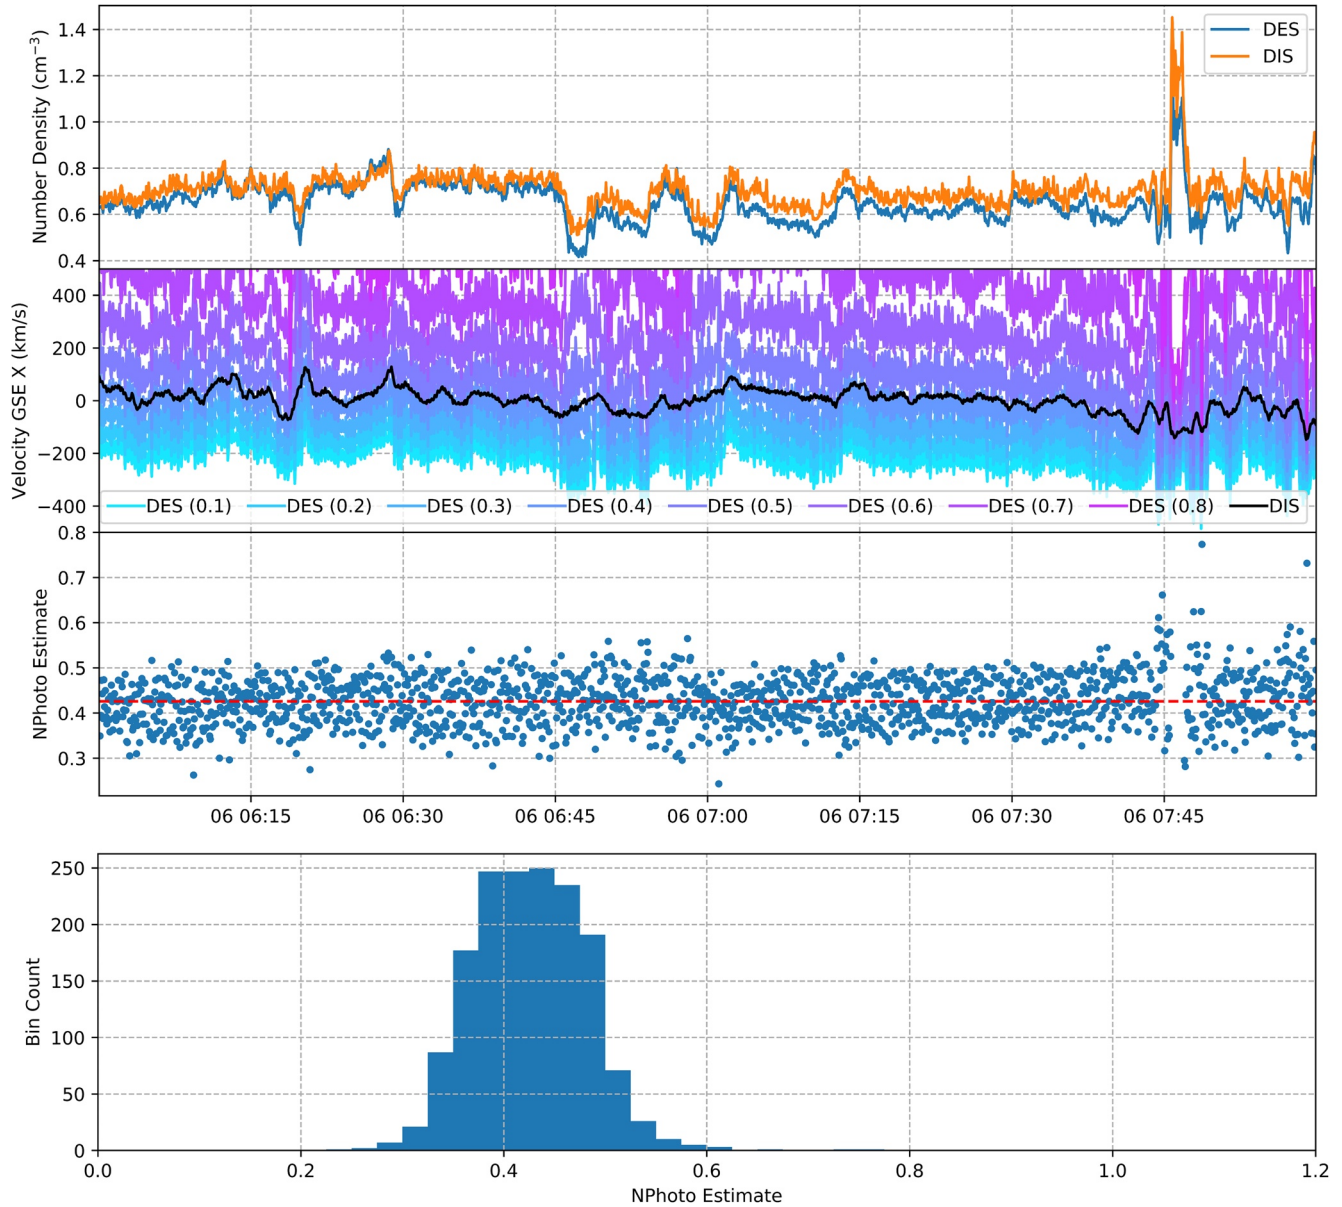 Number Density (cm⁻³)
1.4
1.2
1.0
0.8
0.6
0.4
DES
DIS
Velocity GSE X (km/s)
400
200
0
−200
−400
DES (0.1) DES (0.2) DES (0.3) DES (0.4) DES (0.5) DES (0.6) DES (0.7) DES (0.8) DIS
NPhoto Estimate
0.8
0.7
0.6
0.5
0.4
0.3
06 06:15 06 06:30 06 06:45 06 07:00 06 07:15 06 07:30 06 07:45
Bin Count
250
200
150
100
50
0
0.0 0.2 0.4 0.6 0.8 1.0 1.2
NPhoto Estimate